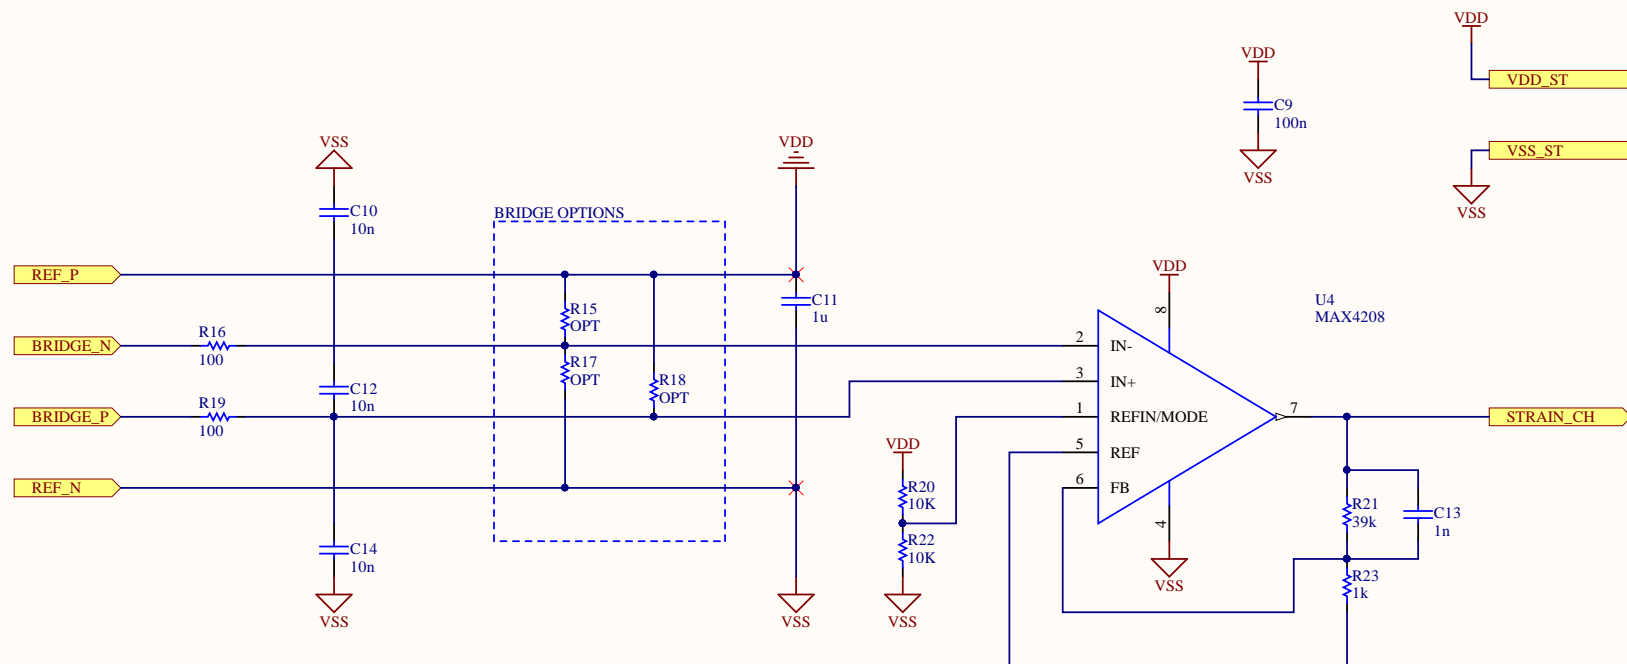 VDD
VDD_ST
VDD
C9
100n
VSS
VSS_ST
VSS
VSS
VDD
C10
10n
BRIDGE OPTIONS
REF_P
R15
OPT
C11
1u
VDD
8
U4
MAX4208
BRIDGE_N
R16
100
R17
OPT
2
IN-
3
IN+
C12
10n
R18
OPT
BRIDGE_P
R19
100
1
REFIN/MODE
7
STRAIN_CH
VDD
5
REF
REF_N
6
FB
R20
10K
R21
39k
C13
1n
4
R22
10K
C14
10n
VSS
R23
1k
VSS
VSS
VSS